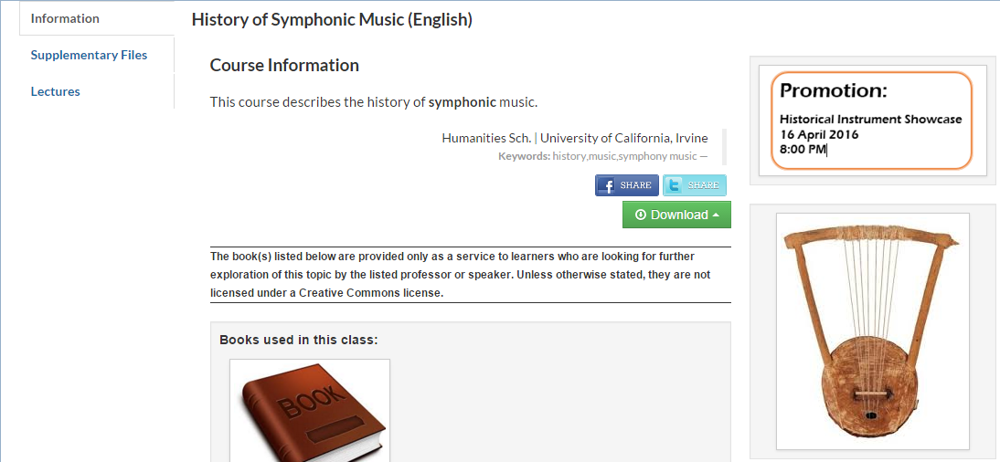 Information
Supplementary Files
Lectures
History of Symphonic Music (English)
Course Information
This course describes the history of symphonic music.
Humanities Sch. | University of California, Irvine
Keywords: history,music,symphony music —
SHARE
SHARE
Download
The book(s) listed below are provided only as a service to learners who are looking for further
exploration of this topic by the listed professor or speaker. Unless otherwise stated, they are not
licensed under a Creative Commons license.
Books used in this class:
BOOK
Promotion:
Historical Instrument Showcase
16 April 2016
8:00 PM